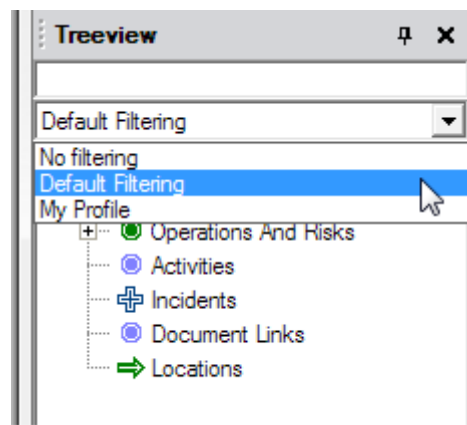 Treeview
Default Filtering
No filtering
Default Filtering
My Profile
Operations And Risks
Activities
Incidents
Document Links
Locations